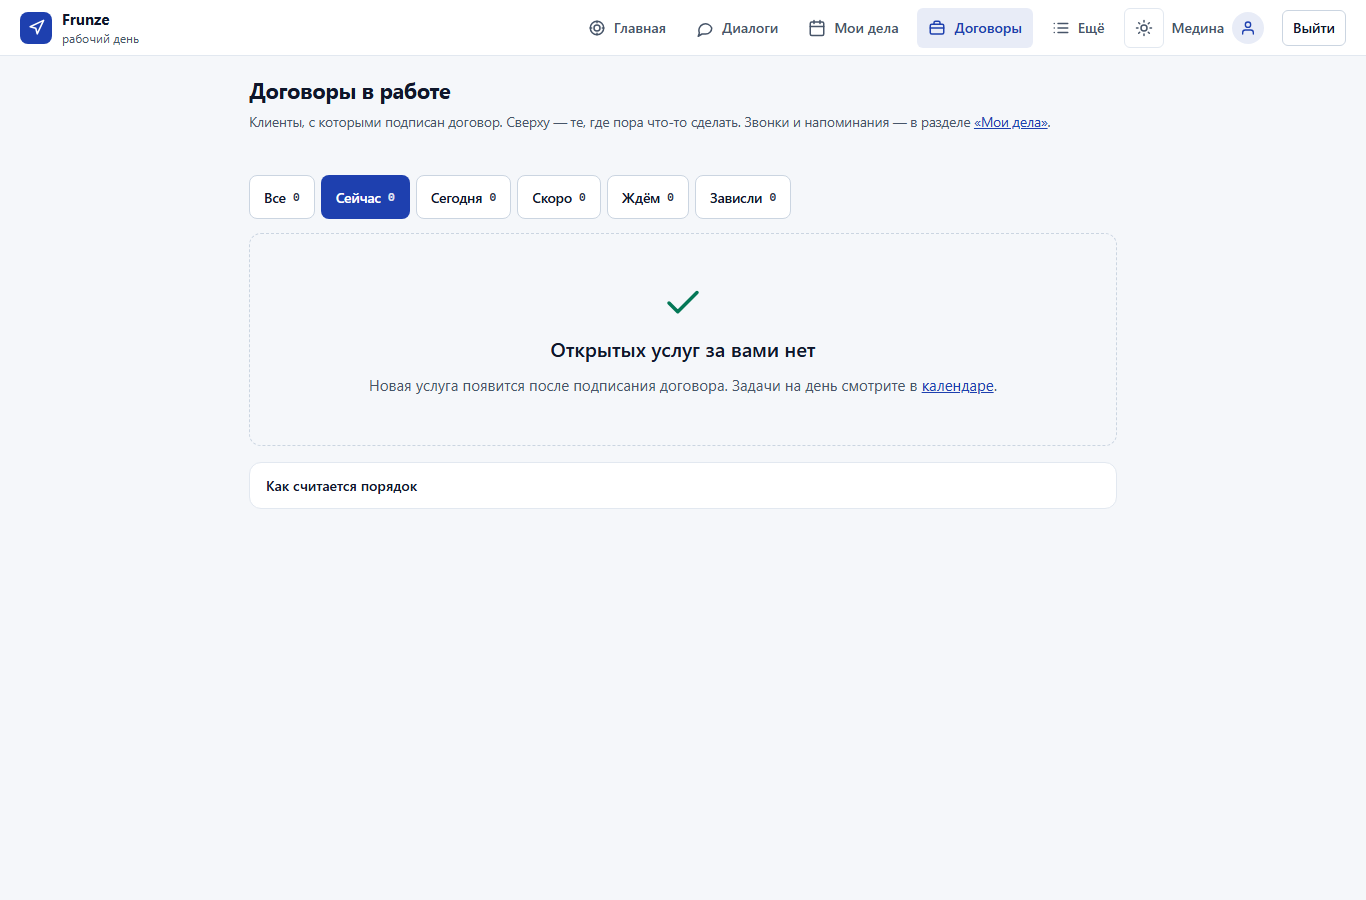 Frunze
рабочий день
Главная
Диалоги
Мои дела
Договоры
Ещё
Медина
Выйти
Договоры в работе
Клиенты, с которыми подписан договор. Сверху — те, где пора что-то сделать. Звонки и напоминания — в разделе «Мои дела».
Все 0
Сейчас 0
Сегодня 0
Скоро 0
Ждём 0
Зависли 0
Открытых услуг за вами нет
Новая услуга появится после подписания договора. Задачи на день смотрите в календаре.
Как считается порядок